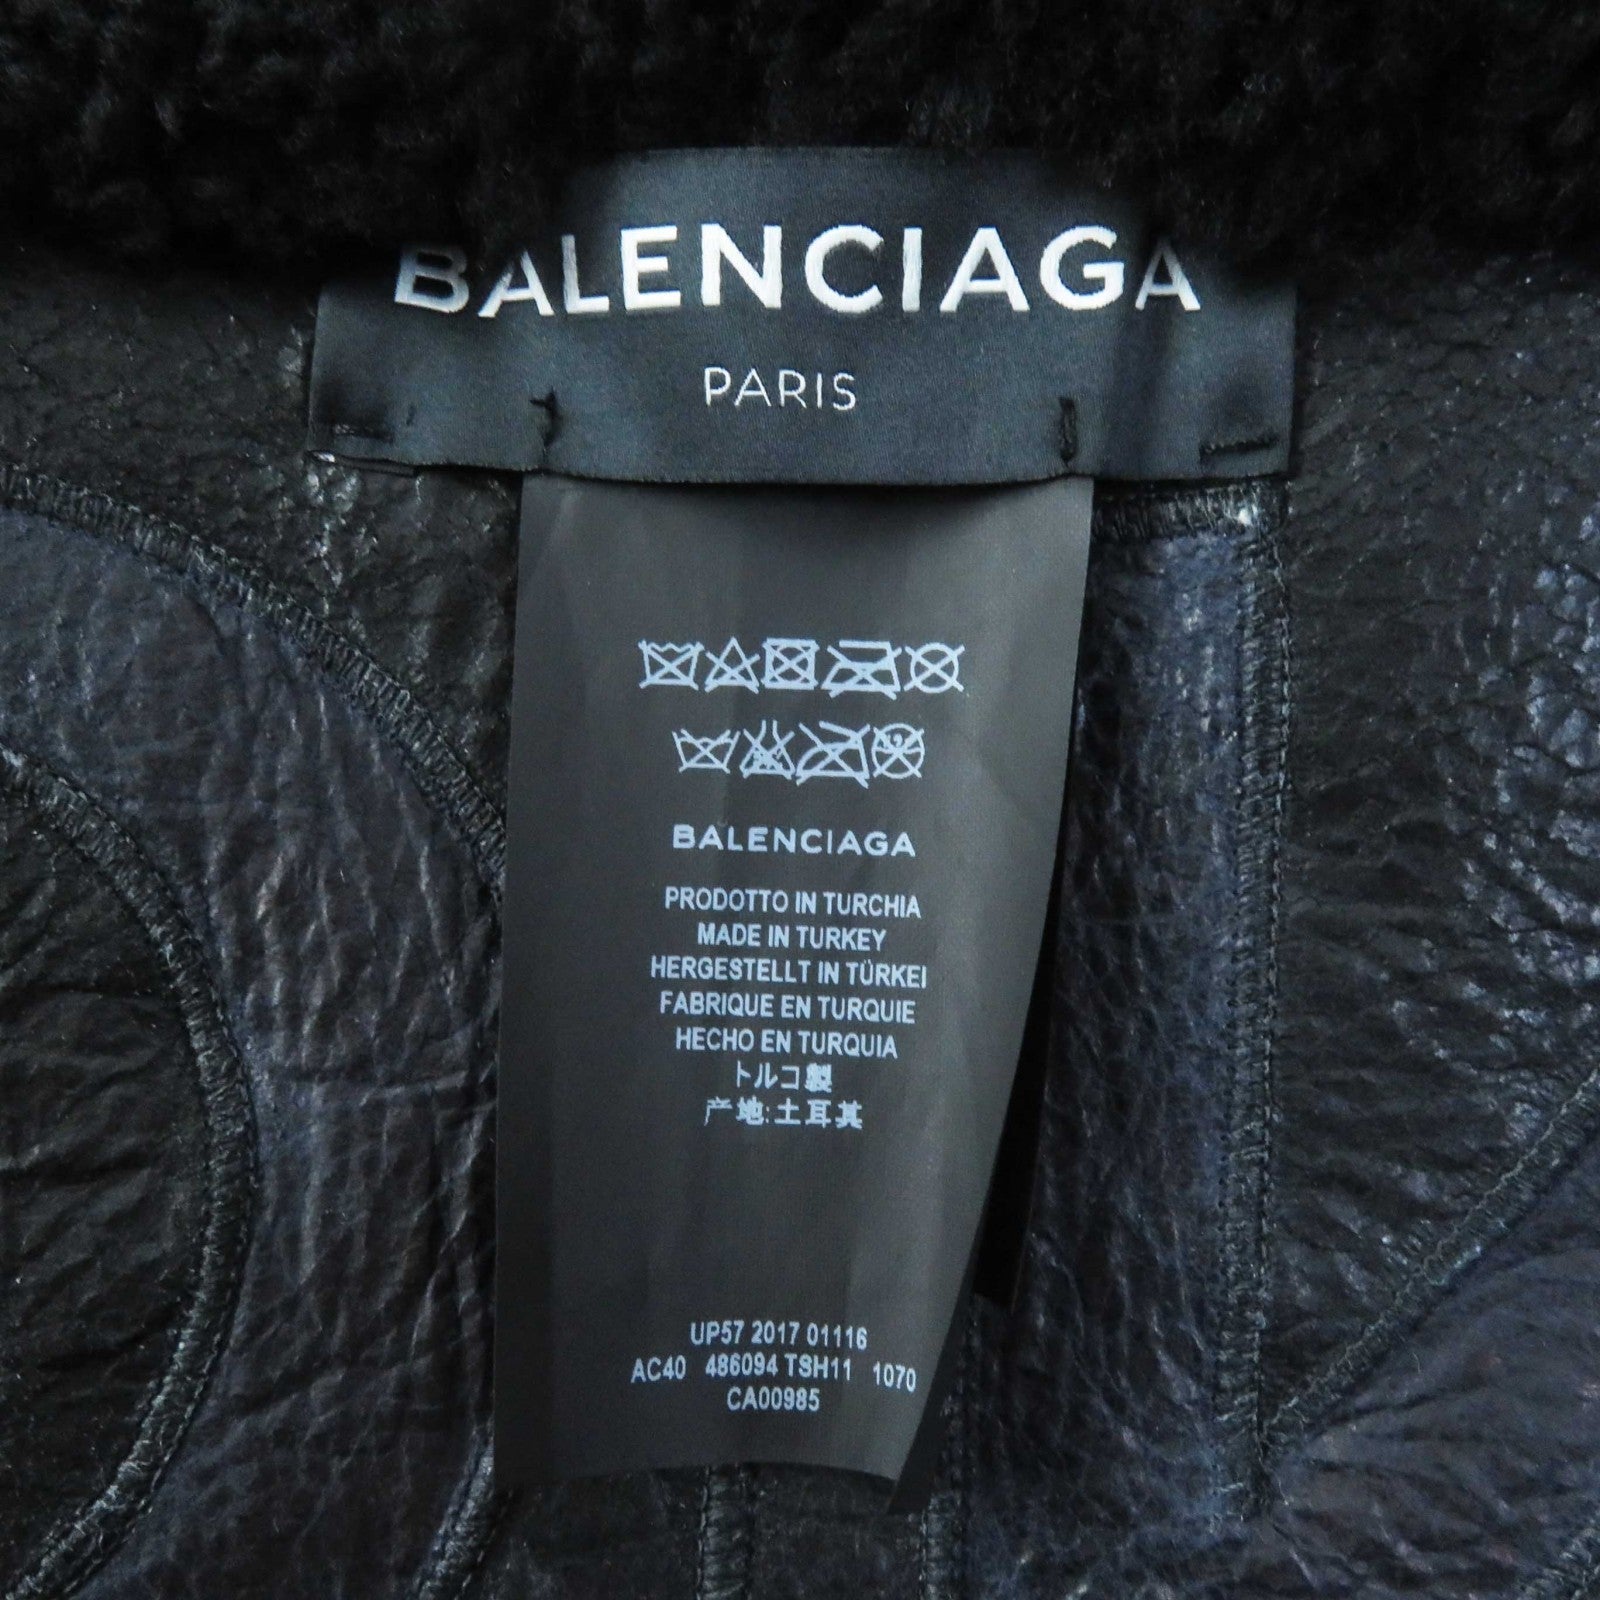 BALENCIAGA
PARIS
BALENCIAGA
PRODOTTO IN TURCHIA
MADE IN TURKEY
HERGESTELLT IN TÜRKEI
FABRIQUE EN TURQUIE
HECHO EN TURQUIA
トルコ製
产地:土耳其
UP57 2017 01116
AC40 486094 TSH11 1070
CA00985